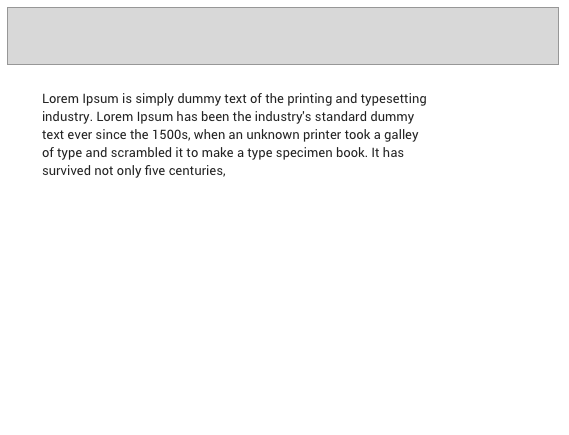 Lorem Ipsum is simply dummy text of the printing and typesetting
industry. Lorem Ipsum has been the industry's standard dummy
text ever since the 1500s, when an unknown printer took a galley
of type and scrambled it to make a type specimen book. It has
survived not only five centuries,